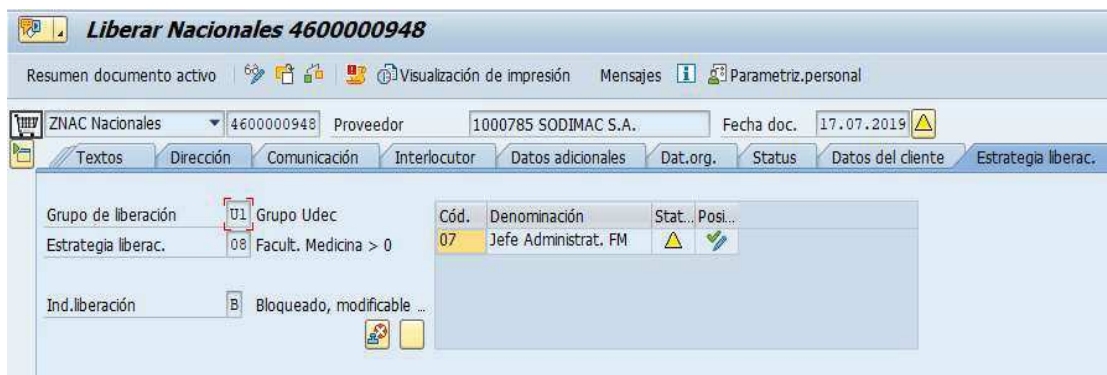 Liberar Nacionales 4600000948
Resumen documento activo Visualización de impresión Mensajes Parametriz.personal
ZNAC Nacionales 4600000948 Proveedor 1000785 SODIMAC S.A. Fecha doc. 17.07.2019
Textos Dirección Comunicación Interlocutor Datos adicionales Dat.org. Status Datos del cliente Estrategia liberac.
Grupo de liberación U1 Grupo Udec Cód. Denominación Stat... Posi...
Estrategia liberac. 08 Facult. Medicina > 0 07 Jefe Administrat. FM
Ind.liberación B Bloqueado, modificable ...